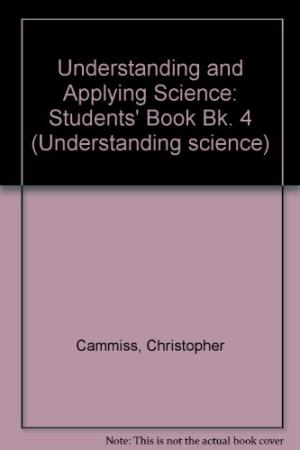 Understanding and
Applying Science:
Students' Book Bk. 4
(Understanding science)
Cammiss, Christopher
Note: This is not the actual book cover